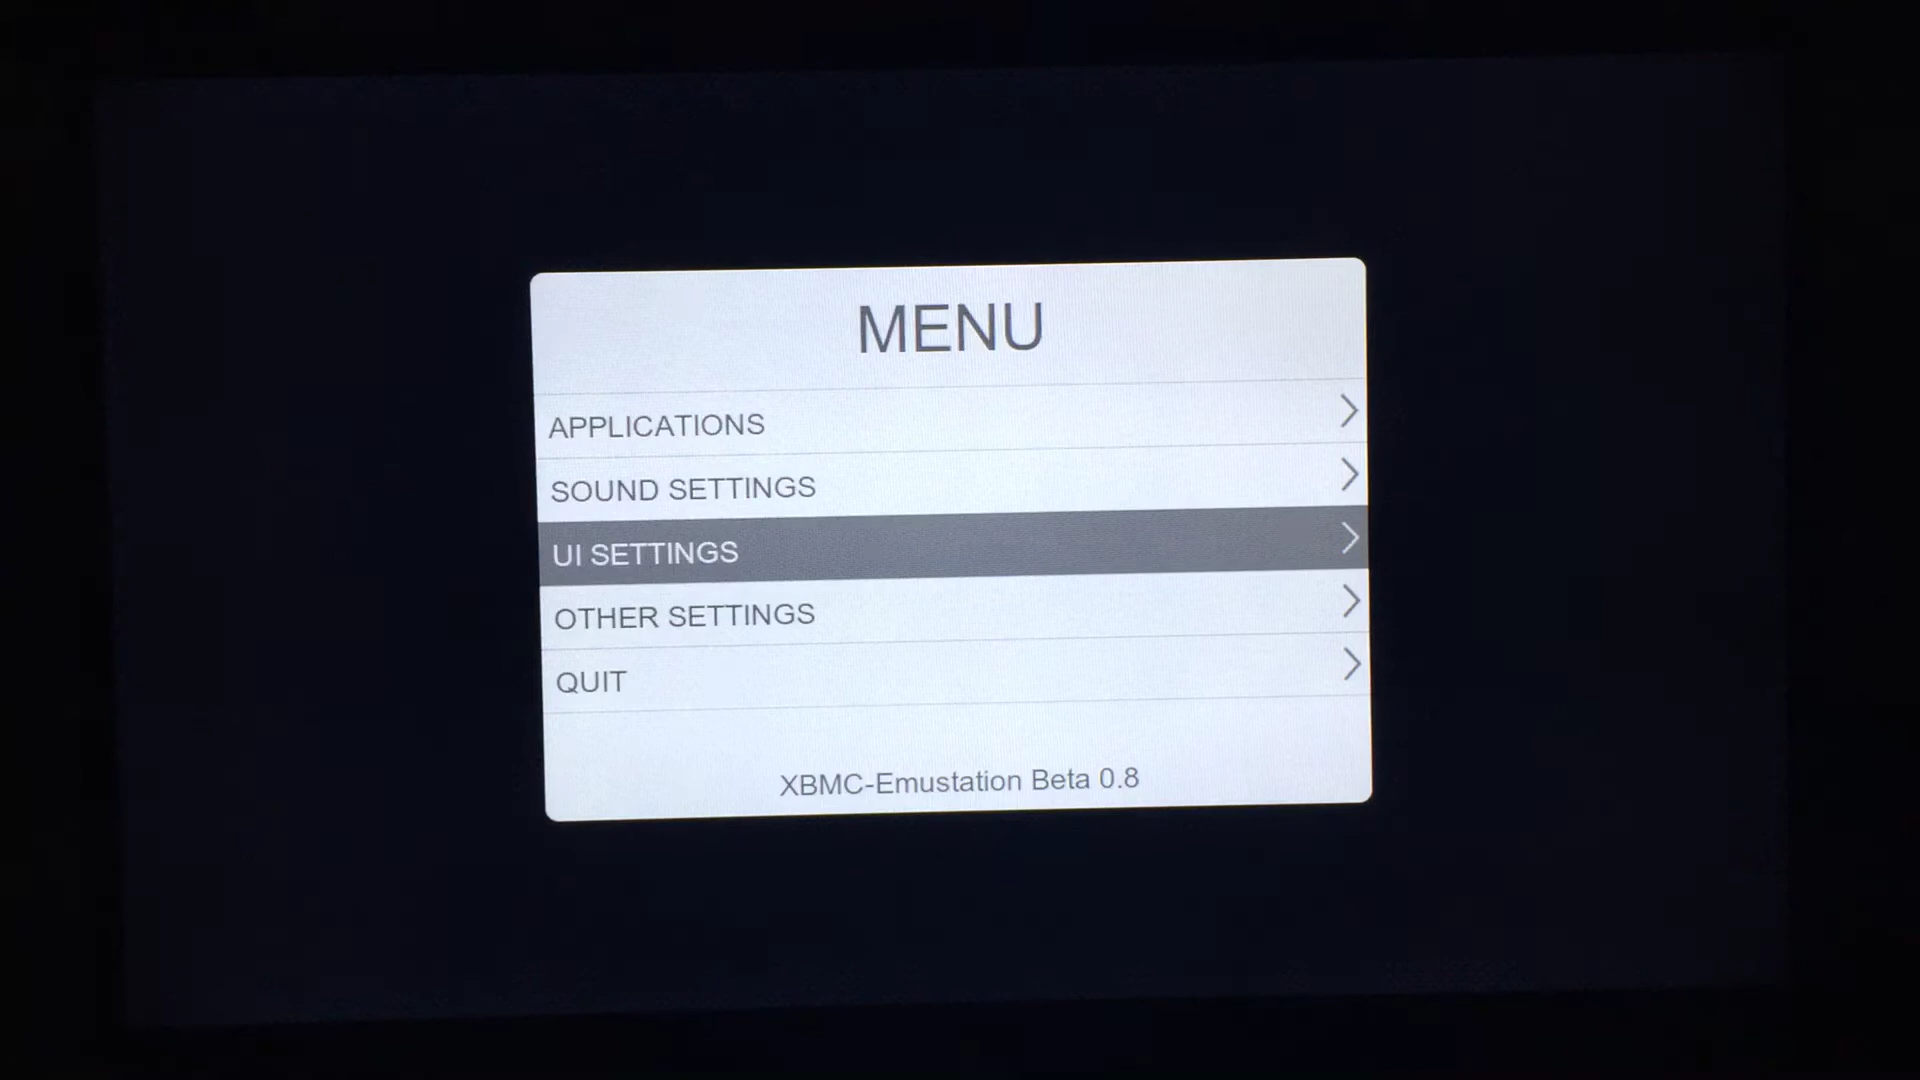 MENU
APPLICATIONS
SOUND SETTINGS
UI SETTINGS
OTHER SETTINGS
QUIT
XBMC-Emustation Beta 0.8